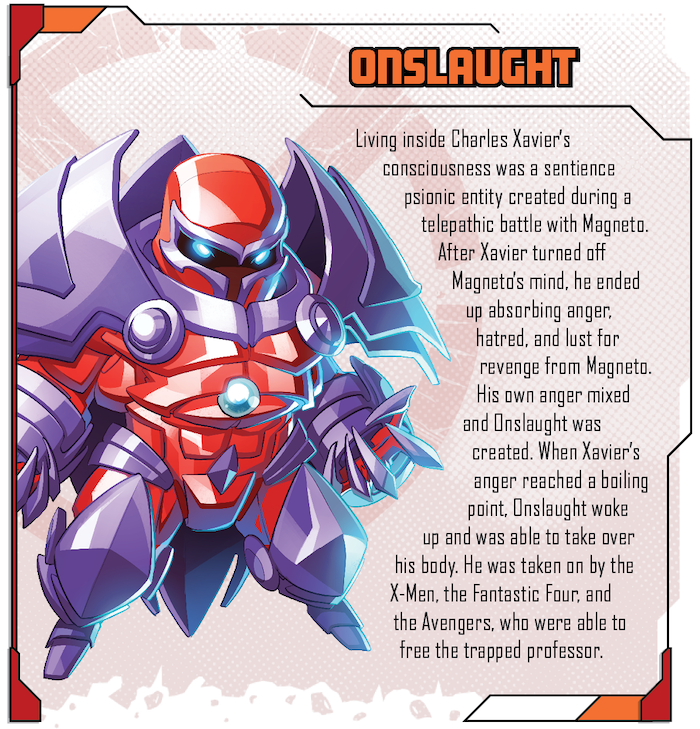 ONSLAUGHT
Living inside Charles Xavier's
consciousness was a sentience
psionic entity created during a
telepathic battle with Magneto.
After Xavier turned off
Magneto's mind, he ended
up absorbing anger,
hatred, and lust for
revenge from Magneto.
His own anger mixed
and Onslaught was
created. When Xavier's
anger reached a boiling
point, Onslaught woke
up and was able to take over
his body. He was taken on by the
X-Men, the Fantastic Four, and
the Avengers, who were able to
free the trapped professor.